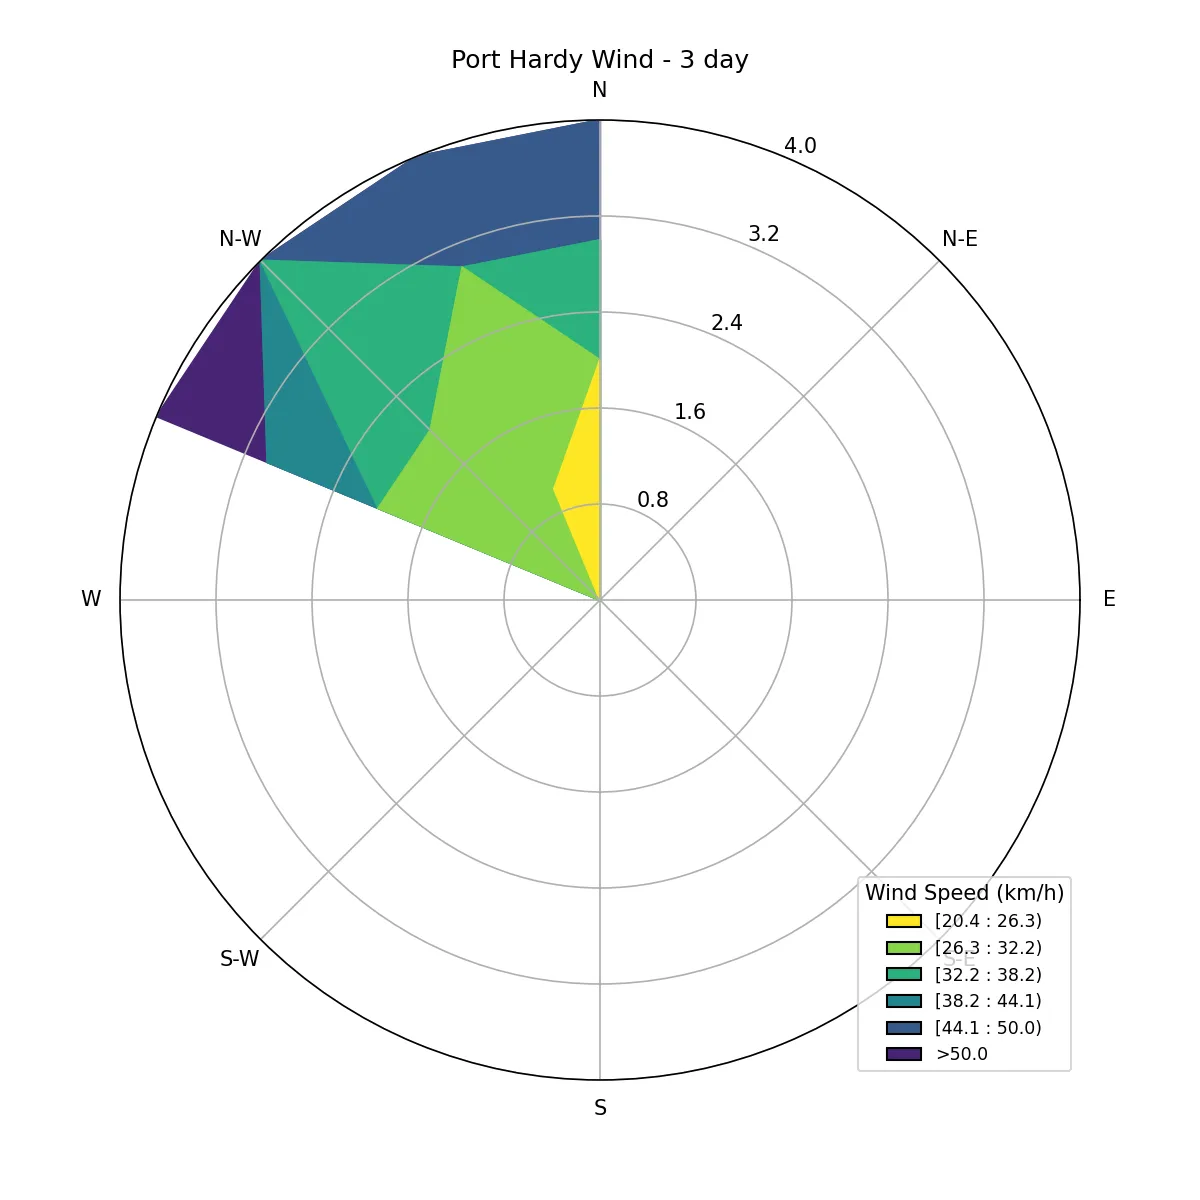 Port Hardy Wind - 3 day
N
4.0
3.2
N-W
N-E
2.4
1.6
0.8
W
E
Wind Speed (km/h)
[20.4 : 26.3)
[26.3 : 32.2)
S-W
S-E
[32.2 : 38.2)
[38.2 : 44.1)
[44.1 : 50.0)
>50.0
S